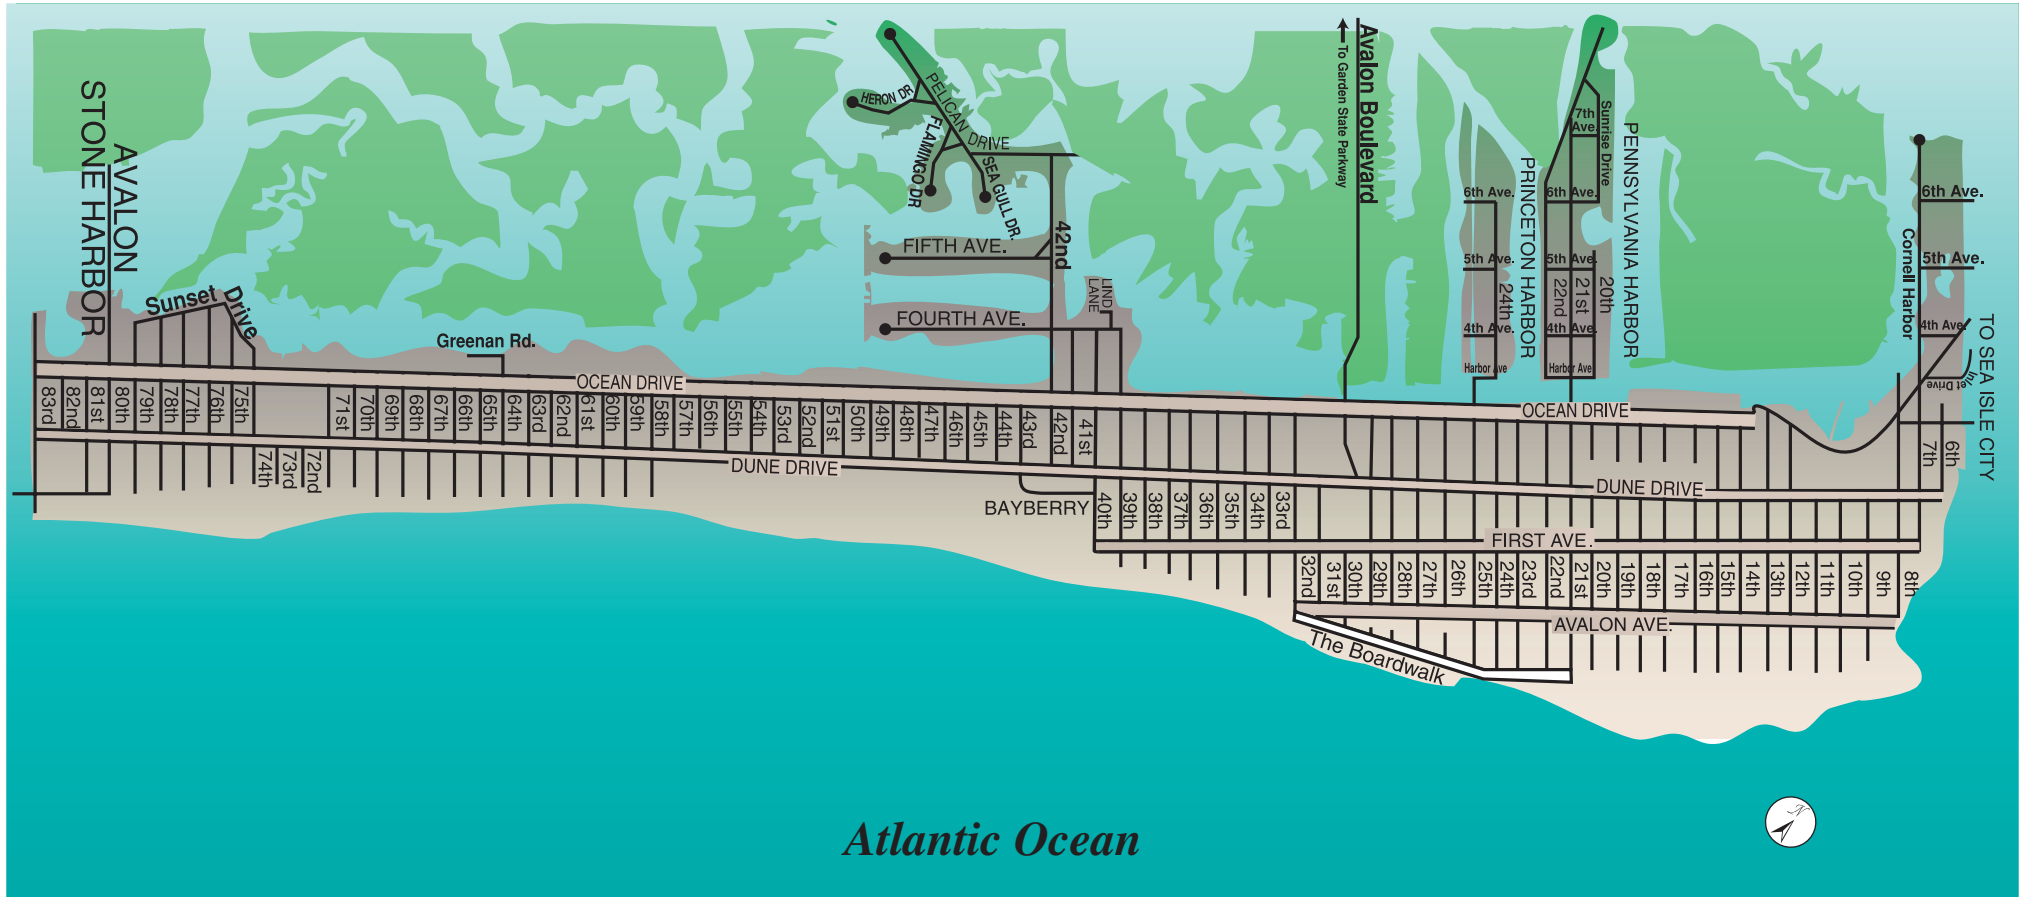 STONE HARBOR
AVALON
Sunset Drive
Greenan Rd.
HERON DR
PELICAN DRIVE
FLAMINGO DR
SEA GULL DR.
FIFTH AVE.
FOURTH AVE.
42nd
LIND
LANE
To Garden State Parkway
Avalon Boulevard
6th Ave.
5th Ave.
4th Ave.
Harbor Ave
24th
PRINCETON HARBOR
7th
Ave.
Sunrise Drive
6th Ave.
5th Ave.
4th Ave.
Harbor Ave
22nd
21st
20th
PENNSYLVANIA HARBOR
Cornell Harbor
6th Ave.
5th Ave.
4th Ave.
Inlet Drive
TO SEA ISLE CITY
OCEAN DRIVE
OCEAN DRIVE
83rd
82nd
81st
80th
79th
78th
77th
76th
75th
74th
73rd
72nd
71st
70th
69th
68th
67th
66th
65th
64th
63rd
62nd
61st
60th
59th
58th
57th
56th
55th
54th
53rd
52nd
51st
50th
49th
48th
47th
46th
45th
44th
43rd
42nd
41st
7th
6th
DUNE DRIVE
DUNE DRIVE
BAYBERRY
40th
39th
38th
37th
36th
35th
34th
33rd
FIRST AVE.
32nd
31st
30th
29th
28th
27th
26th
25th
24th
23rd
22nd
21st
20th
19th
18th
17th
16th
15th
14th
13th
12th
11th
10th
9th
8th
AVALON AVE.
The Boardwalk
N
Atlantic Ocean